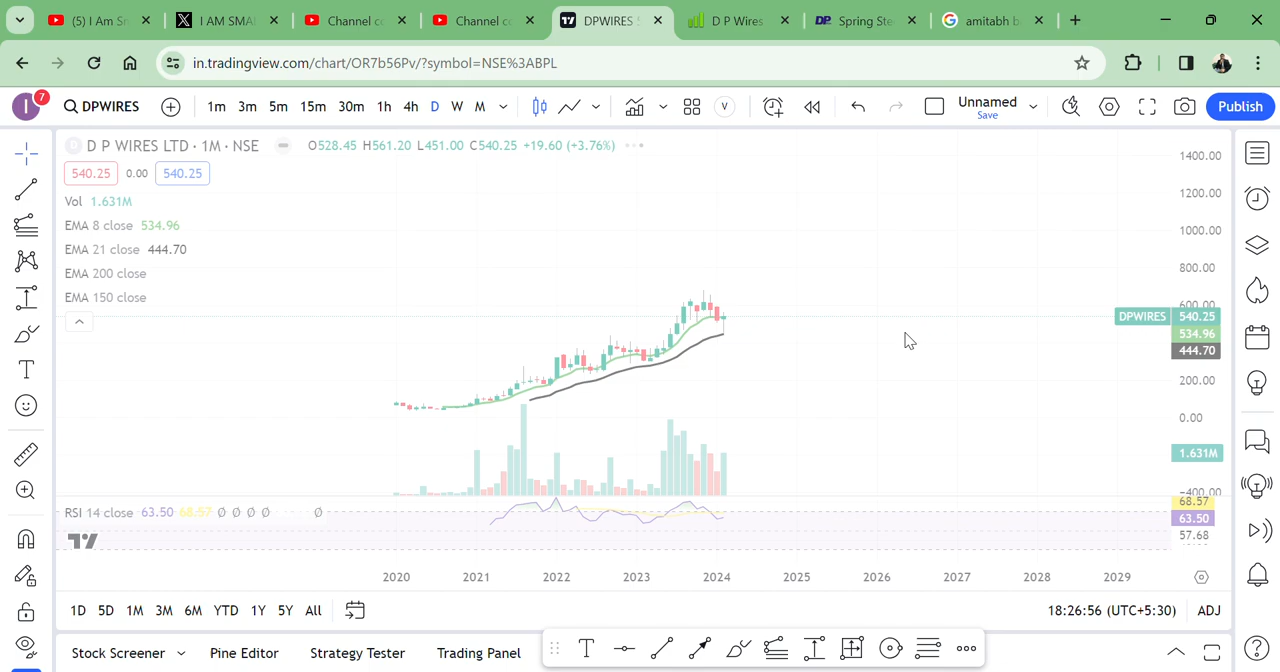 (5) I Am Sm
I AM SMA
Channel c
Channel c
DPWIRES
D P Wires
Spring Ste
amitabh b
in.tradingview.com/chart/OR7b56Pv/?symbol=NSE%3ABPL
I
7
DPWIRES
1m 3m 5m 15m 30m 1h 4h D W M
V
Unnamed
Save
Publish
D P WIRES LTD · 1M · NSE
O528.45 H561.20 L451.00 C540.25 +19.60 (+3.76%)
540.25 0.00 540.25
Vol 1.631M
EMA 8 close 534.96
EMA 21 close 444.70
EMA 200 close
EMA 150 close
1400.00
1200.00
1000.00
800.00
600.00
DPWIRES 540.25
534.96
444.70
200.00
0.00
1.631M
−400.00
RSI 14 close 63.50 68.57 Ø Ø Ø Ø Ø
68.57
63.50
57.68
2020 2021 2022 2023 2024 2025 2026 2027 2028 2029
1D 5D 1M 3M 6M YTD 1Y 5Y All
18:26:56 (UTC+5:30) ADJ
Stock Screener Pine Editor Strategy Tester Trading Panel